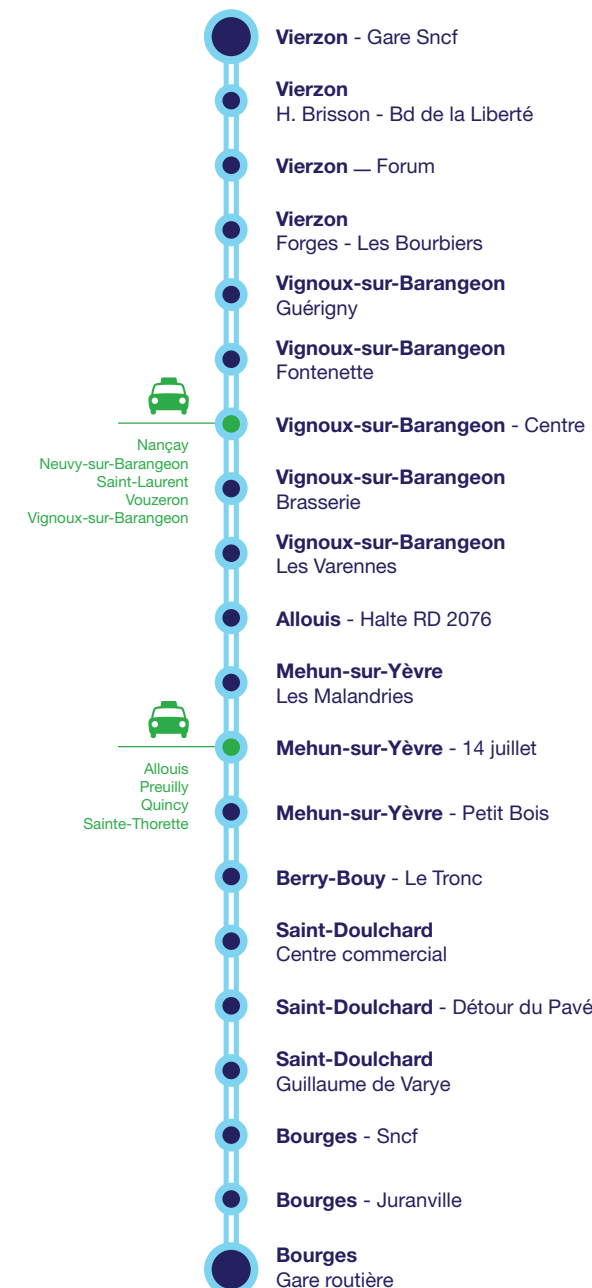 Vierzon - Gare Sncf
Vierzon
H. Brisson - Bd de la Liberté
Vierzon — Forum
Vierzon
Forges - Les Bourbiers
Vignoux-sur-Barangeon
Guérigny
Vignoux-sur-Barangeon
Fontenette
Vignoux-sur-Barangeon - Centre
Nançay
Neuvy-sur-Barangeon
Saint-Laurent
Vouzeron
Vignoux-sur-Barangeon
Vignoux-sur-Barangeon
Brasserie
Vignoux-sur-Barangeon
Les Varennes
Allouis - Halte RD 2076
Mehun-sur-Yèvre
Les Malandries
Mehun-sur-Yèvre - 14 juillet
Allouis
Preuilly
Quincy
Sainte-Thorette
Mehun-sur-Yèvre - Petit Bois
Berry-Bouy - Le Tronc
Saint-Doulchard
Centre commercial
Saint-Doulchard - Détour du Pavé
Saint-Doulchard
Guillaume de Varye
Bourges - Sncf
Bourges - Juranville
Bourges
Gare routière